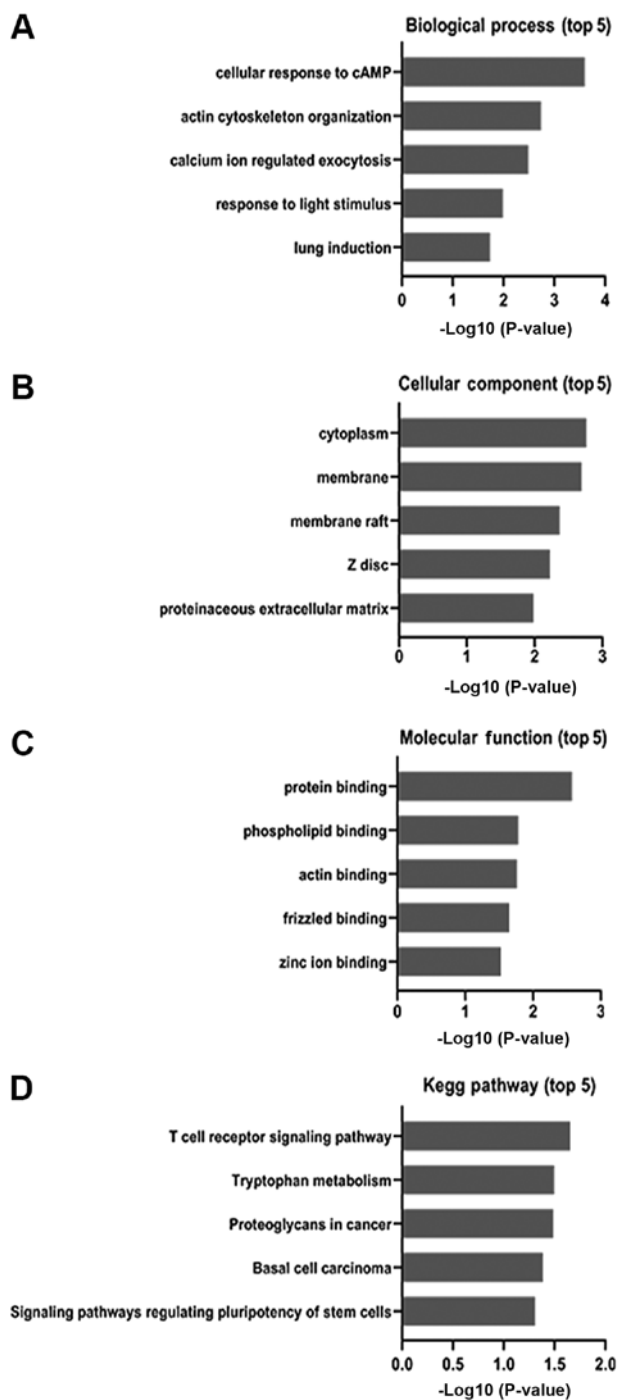 A
Biological process (top 5)
cellular response to cAMP
actin cytoskeleton organization
calcium ion regulated exocytosis
response to light stimulus
lung induction
0 1 2 3 4
-Log10 (P-value)
B
Cellular component (top 5)
cytoplasm
membrane
membrane raft
Z disc
proteinaceous extracellular matrix
0 1 2 3
-Log10 (P-value)
C
Molecular function (top 5)
protein binding
phospholipid binding
actin binding
frizzled binding
zinc ion binding
0 1 2 3
-Log10 (P-value)
D
Kegg pathway (top 5)
T cell receptor signaling pathway
Tryptophan metabolism
Proteoglycans in cancer
Basal cell carcinoma
Signaling pathways regulating pluripotency of stem cells
0.0 0.5 1.0 1.5 2.0
-Log10 (P-value)